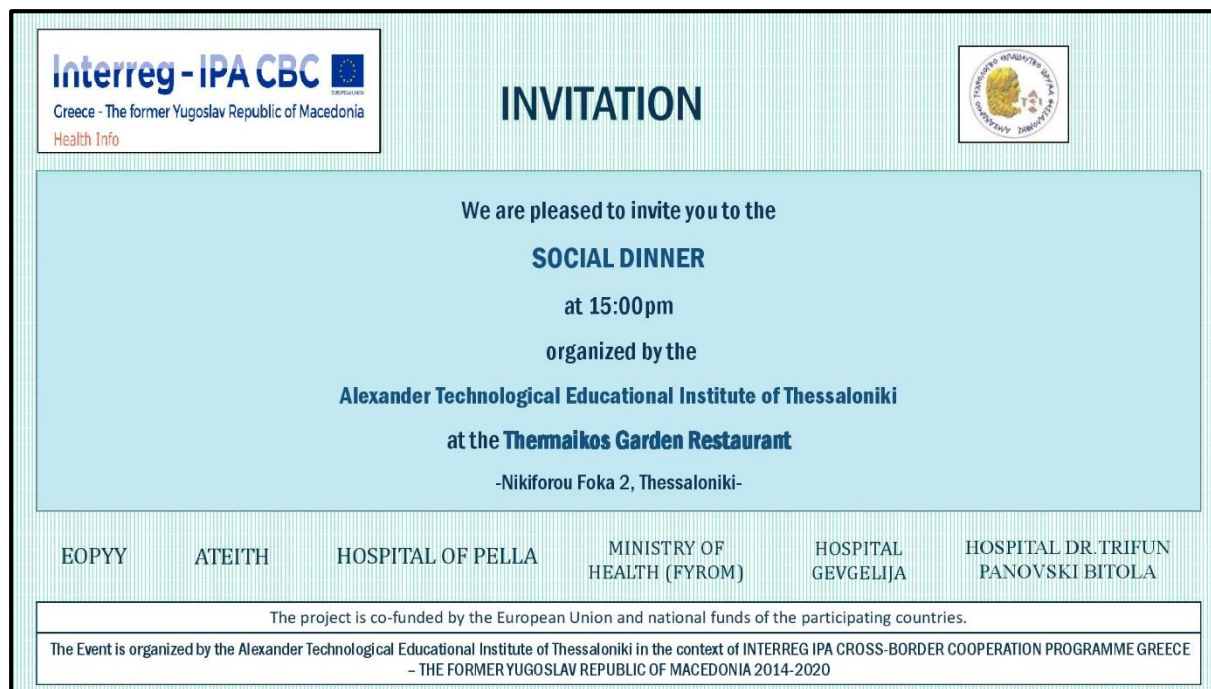 Interreg - IPA CBC
EUROPEAN UNION
Greece - The former Yugoslav Republic of Macedonia
Health Info
INVITATION
We are pleased to invite you to the
SOCIAL DINNER
at 15:00pm
organized by the
Alexander Technological Educational Institute of Thessaloniki
at the Thermaikos Garden Restaurant
-Nikiforou Foka 2, Thessaloniki-
EOPYY
ATEITH
HOSPITAL OF PELLA
MINISTRY OF
HEALTH (FYROM)
HOSPITAL
GEVGELIJA
HOSPITAL DR.TRIFUN
PANOVSKI BITOLA
The project is co-funded by the European Union and national funds of the participating countries.
The Event is organized by the Alexander Technological Educational Institute of Thessaloniki in the context of INTERREG IPA CROSS-BORDER COOPERATION PROGRAMME GREECE
– THE FORMER YUGOSLAV REPUBLIC OF MACEDONIA 2014-2020